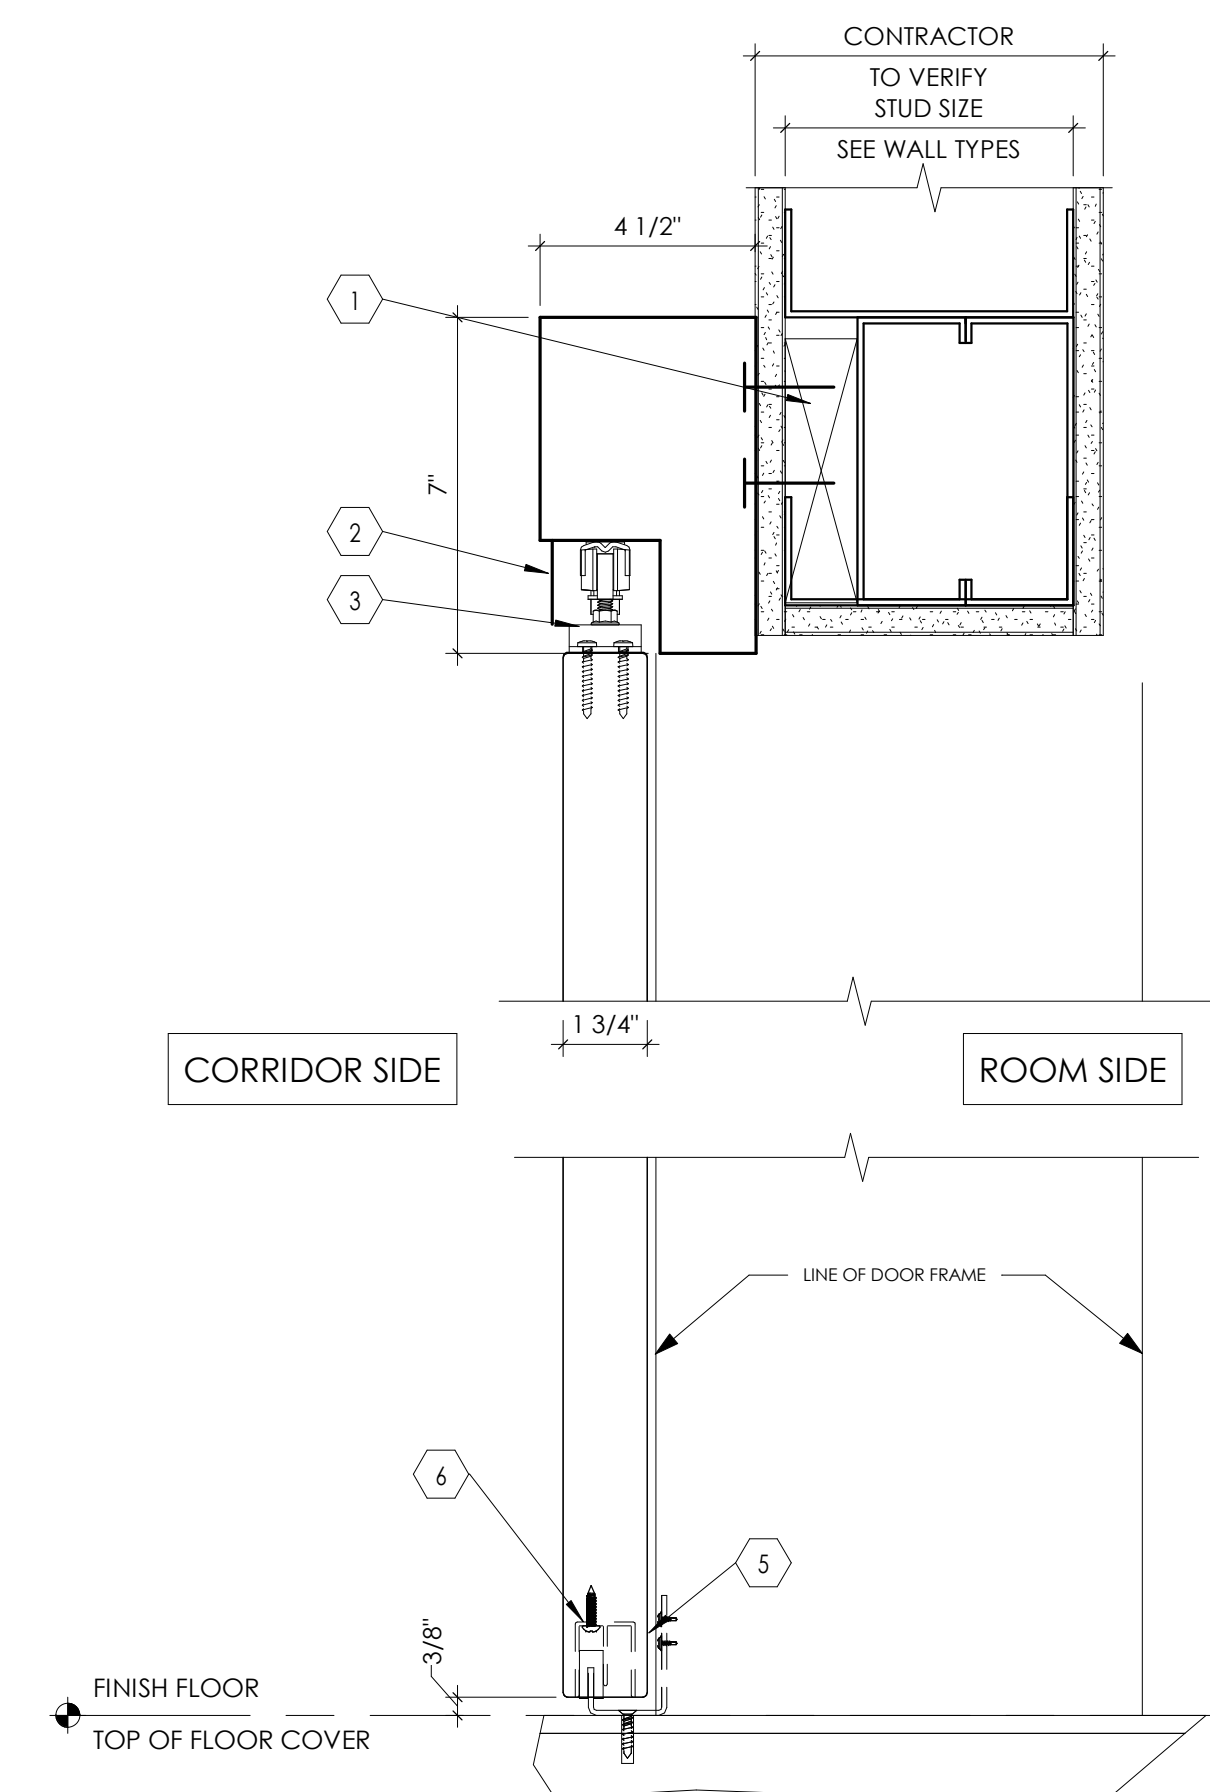 CONTRACTOR
TO VERIFY
STUD SIZE
SEE WALL TYPES
4 1/2"
1
7"
2
3
1 3/4"
CORRIDOR SIDE
ROOM SIDE
LINE OF DOOR FRAME
6
5
3/8"
FINISH FLOOR
TOP OF FLOOR COVER